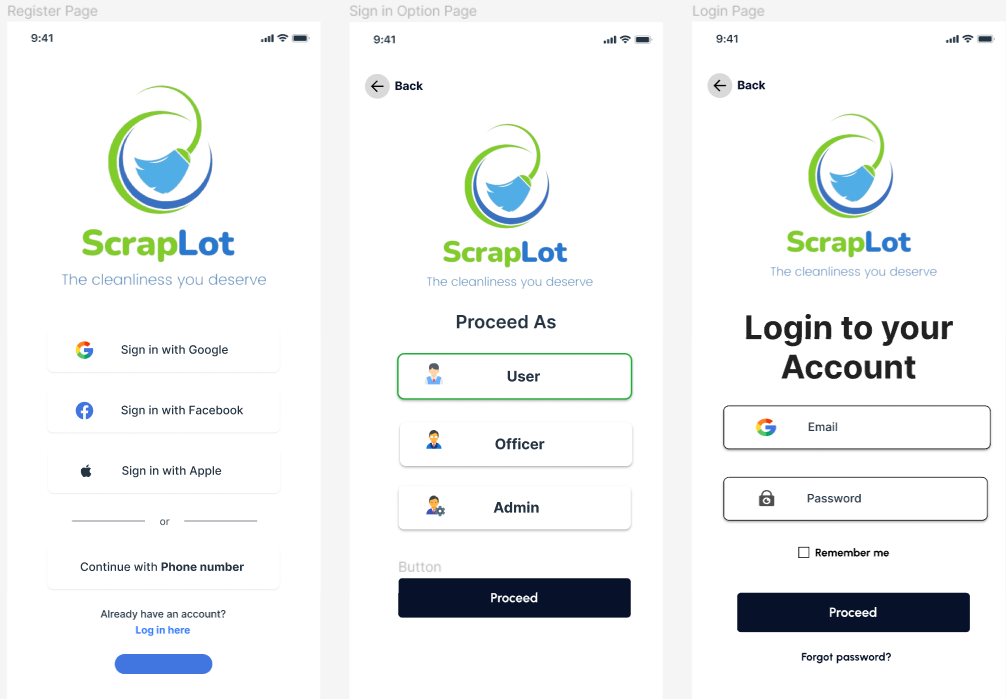 Register Page
9:41
ScrapLot
The cleanliness you deserve
Sign in with Google
Sign in with Facebook
Sign in with Apple
or
Continue with Phone number
Already have an account?
Log in here
Sign in Option Page
9:41
Back
ScrapLot
The cleanliness you deserve
Proceed As
User
Officer
Admin
Button
Proceed
Login Page
9:41
Back
ScrapLot
The cleanliness you deserve
Login to your
Account
Email
Password
Remember me
Proceed
Forgot password?